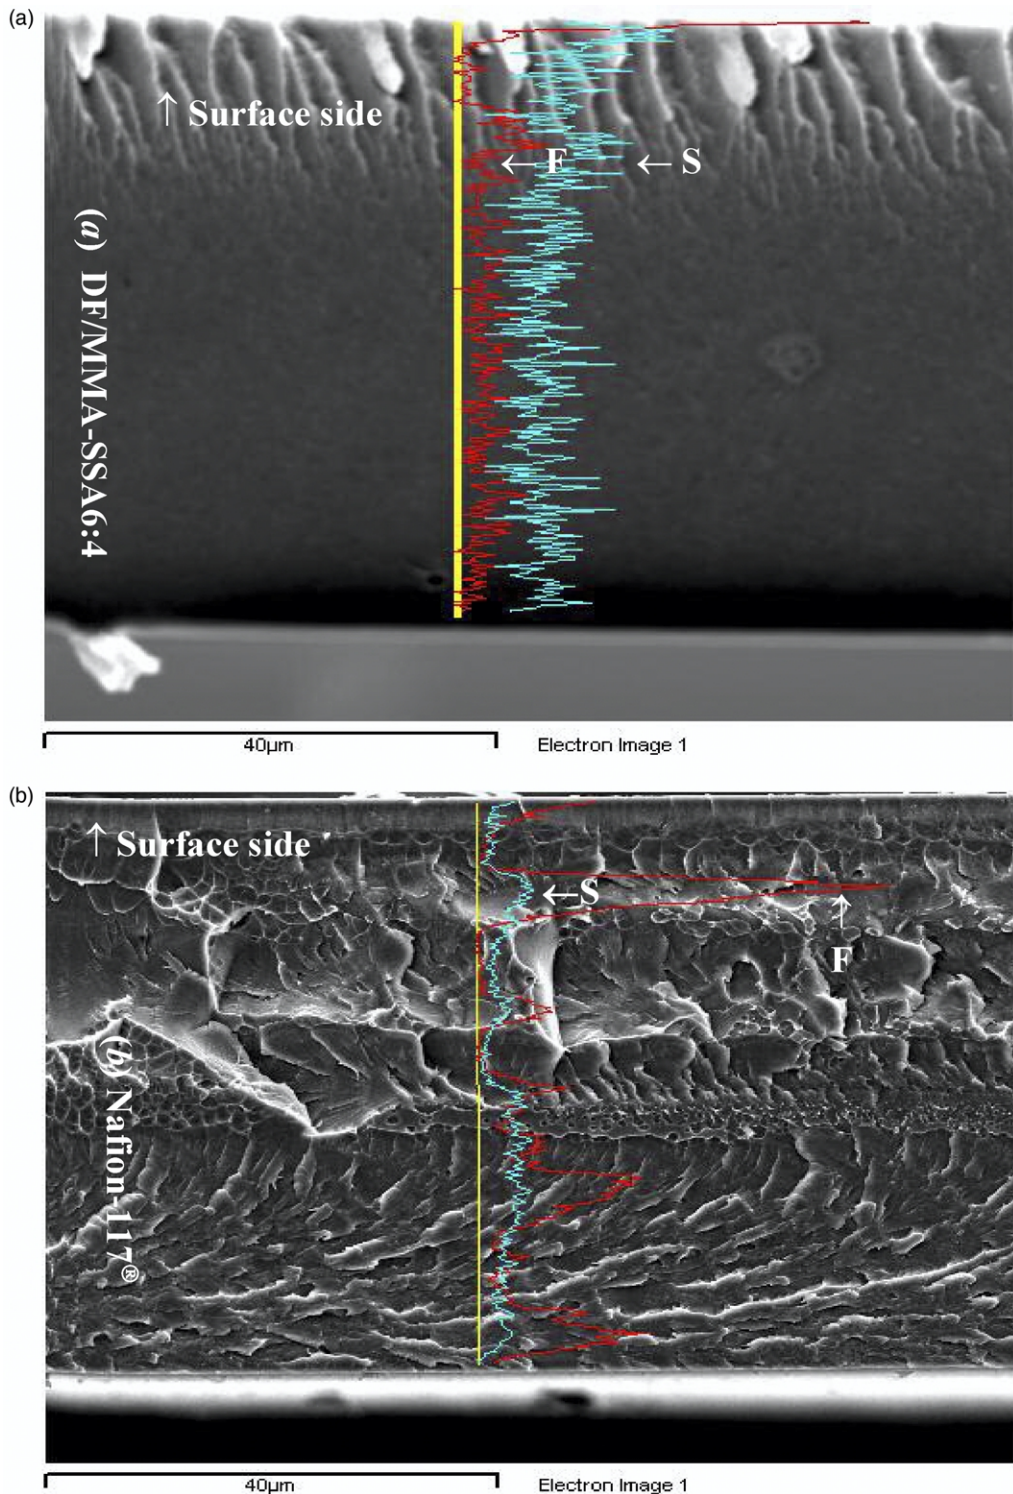 (a)
↑ Surface side
← F ← S
(a) DF/MMA-SSA6:4
40µm Electron Image 1
(b)
↑ Surface side
←S
↑
F
(b) Nafion-117®
40µm Electron Image 1